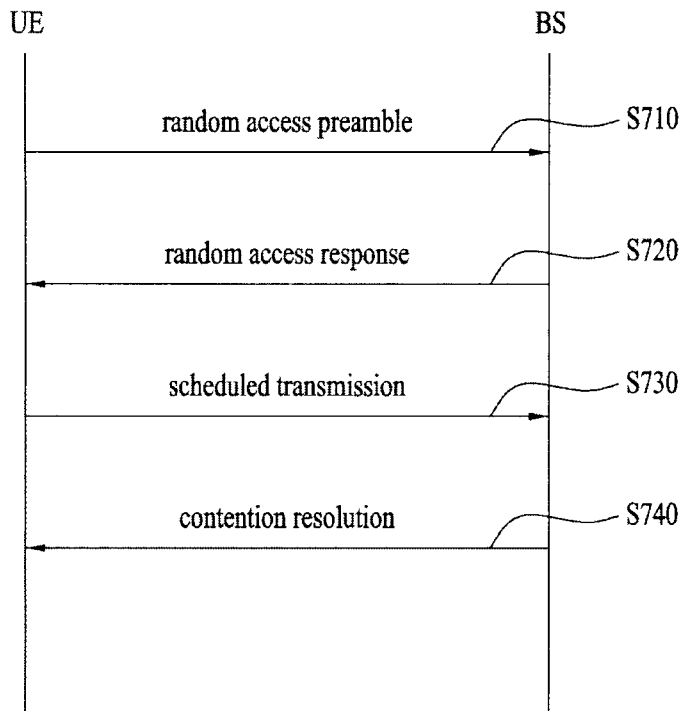 UE BS
random access preamble S710
random access response S720
scheduled transmission S730
contention resolution S740